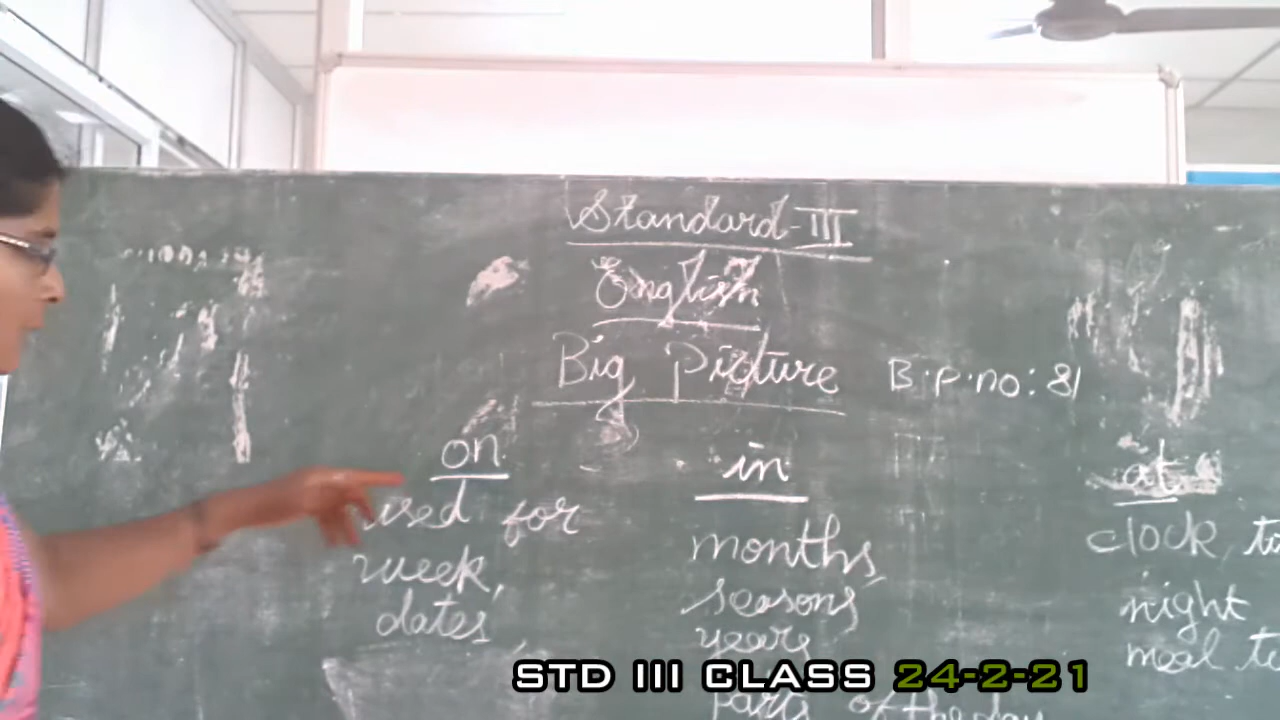 Standard-III
English
Big Picture B.P.no: 81
on
used for
week,
dates,
in
months,
seasons
years
parts of the day
at
clock,
night
meal
STD III CLASS 24-2-21